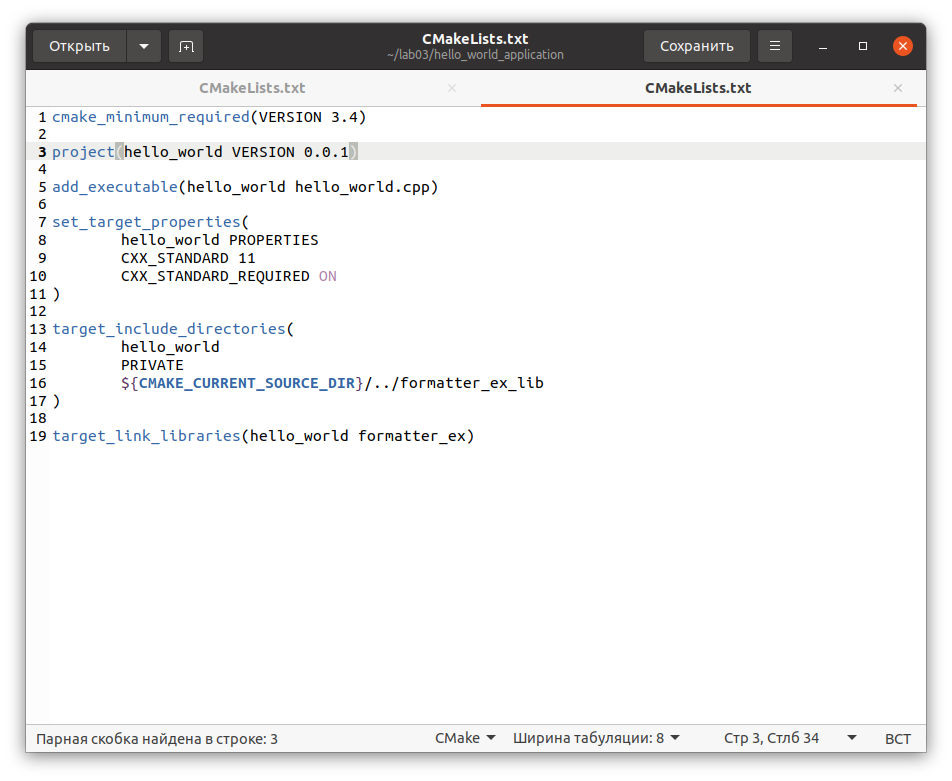 Открыть
CMakeLists.txt
~/lab03/hello_world_application
Сохранить
CMakeLists.txt
CMakeLists.txt
1 cmake_minimum_required(VERSION 3.4)
2
3 project(hello_world VERSION 0.0.1)
4
5 add_executable(hello_world hello_world.cpp)
6
7 set_target_properties(
8 hello_world PROPERTIES
9 CXX_STANDARD 11
10 CXX_STANDARD_REQUIRED ON
11 )
12
13 target_include_directories(
14 hello_world
15 PRIVATE
16 ${CMAKE_CURRENT_SOURCE_DIR}/../formatter_ex_lib
17 )
18
19 target_link_libraries(hello_world formatter_ex)
Парная скобка найдена в строке: 3 CMake Ширина табуляции: 8 Стр 3, Стлб 34 ВСТ